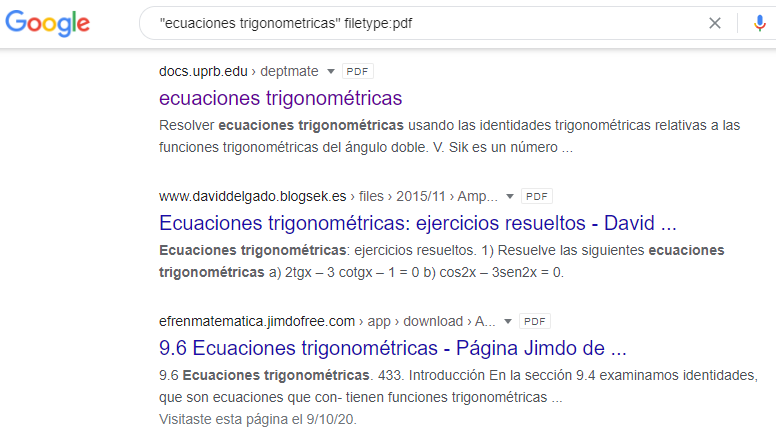 Google
"ecuaciones trigonometricas" filetype:pdf
docs.uprb.edu › deptmate PDF
ecuaciones trigonométricas
Resolver ecuaciones trigonométricas usando las identidades trigonométricas relativas a las
funciones trigonométricas del ángulo doble. V. Sik es un número ...
www.daviddelgado.blogsek.es › files › 2015/11 › Amp... PDF
Ecuaciones trigonométricas: ejercicios resueltos - David ...
Ecuaciones trigonométricas: ejercicios resueltos. 1) Resuelve las siguientes ecuaciones
trigonométricas a) 2tgx – 3 cotgx – 1 = 0 b) cos2x – 3sen2x = 0.
efrenmatematica.jimdofree.com › app › download › A... PDF
9.6 Ecuaciones trigonométricas - Página Jimdo de ...
9.6 Ecuaciones trigonométricas. 433. Introducción En la sección 9.4 examinamos identidades,
que son ecuaciones que con- tienen funciones trigonométricas ...
Visitaste esta página el 9/10/20.